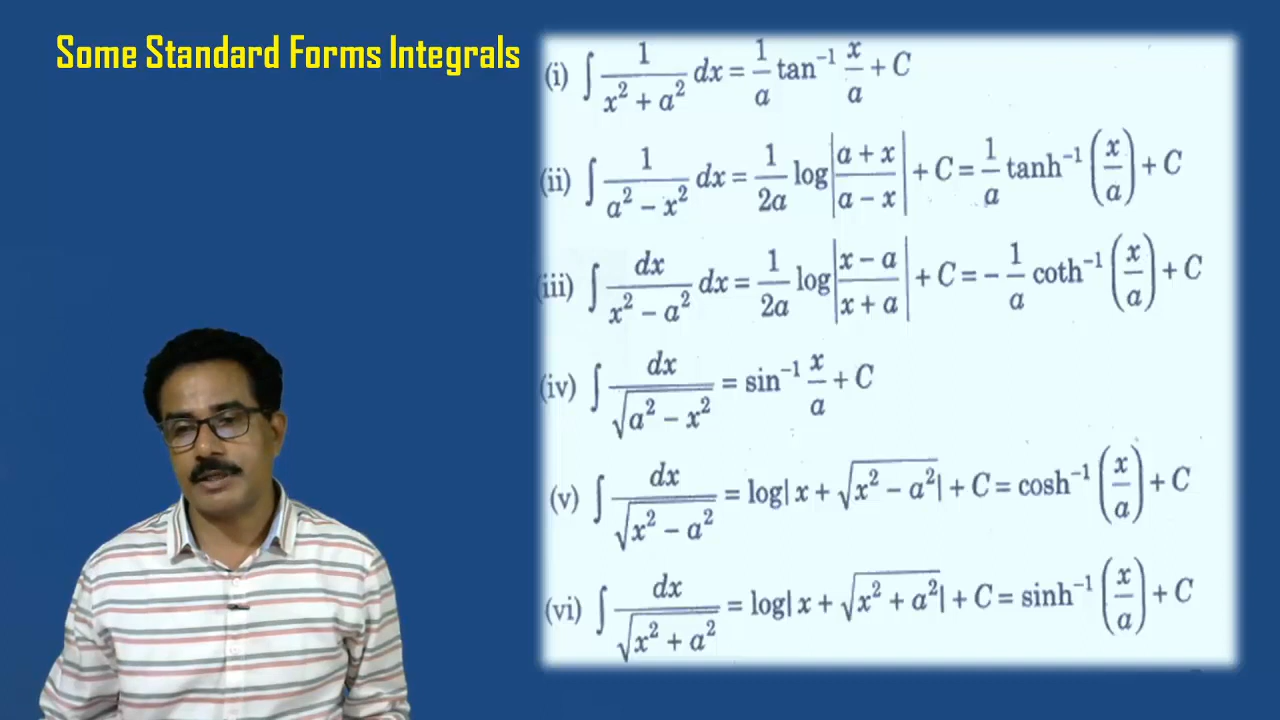 Some Standard Forms Integrals
(i) ∫ 1/(x² + a²) dx = 1/a tan⁻¹ x/a + C
(ii) ∫ 1/(a² − x²) dx = 1/2a log|(a + x)/(a − x)| + C = 1/a tanh⁻¹ (x/a) + C
(iii) ∫ dx/(x² − a²) dx = 1/2a log|(x − a)/(x + a)| + C = − 1/a coth⁻¹ (x/a) + C
(iv) ∫ dx/√(a² − x²) = sin⁻¹ x/a + C
(v) ∫ dx/√(x² − a²) = log| x + √(x² − a²)| + C = cosh⁻¹ (x/a) + C
(vi) ∫ dx/√(x² + a²) = log| x + √(x² + a²)| + C = sinh⁻¹ (x/a) + C